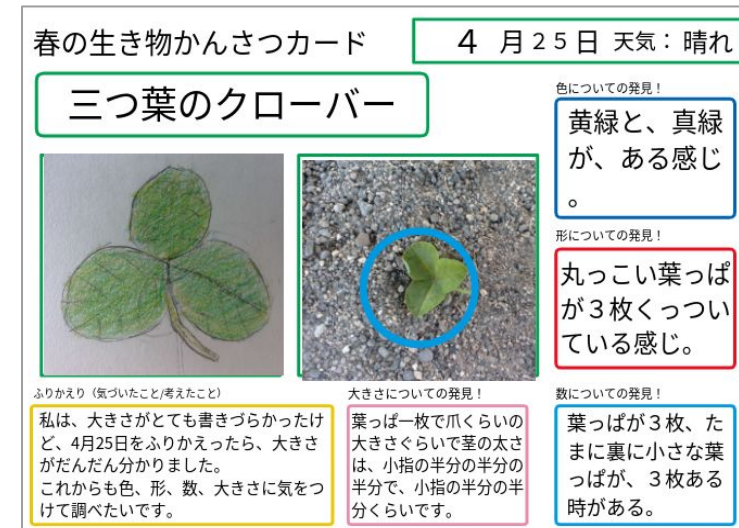 春の生き物かんさつカード
4 月25日 天気：晴れ
三つ葉のクローバー
色についての発見！
黄緑と、真緑
が、ある感じ
。
形についての発見！
丸っこい葉っぱ
が３枚くっつい
ている感じ。
ふりかえり（気づいたこと/考えたこと）
私は、大きさがとても書きづらかったけ
ど、4月25日をふりかえったら、大きさ
がだんだん分かりました。
これからも色、形、数、大きさに気をつ
けて調べたいです。
大きさについての発見！
葉っぱ一枚で爪くらいの
大きさぐらいで茎の太さ
は、小指の半分の半分の
半分で、小指の半分の半
分くらいです。
数についての発見！
葉っぱが３枚、た
まに裏に小さな葉
っぱが、３枚ある
時がある。